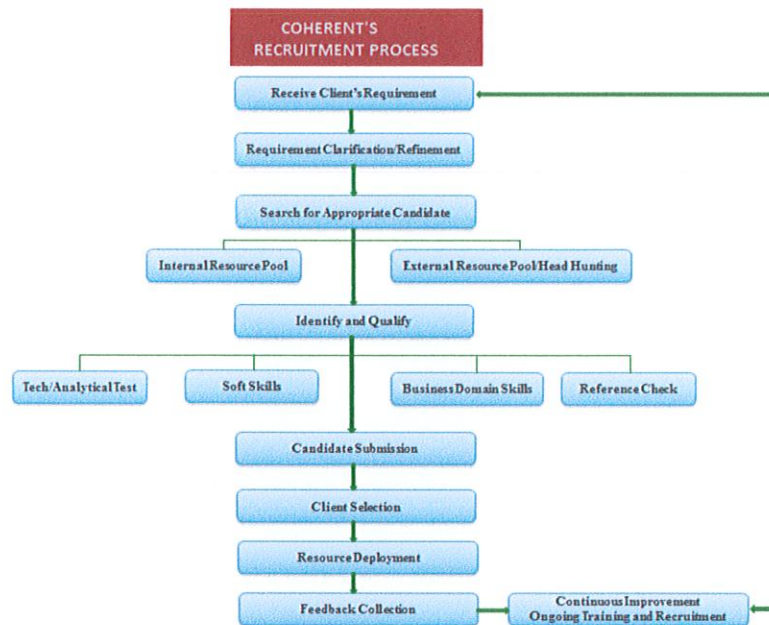 COHERENT'S
RECRUITMENT PROCESS
Receive Client's Requirement
Requirement Clarification/Refinement
Search for Appropriate Candidate
Internal Resource Pool
External Resource Pool/Head Hunting
Identify and Qualify
Tech/Analytical Test
Soft Skills
Business Domain Skills
Reference Check
Candidate Submission
Client Selection
Resource Deployment
Feedback Collection
Continuous Improvement
Ongoing Training and Recruitment